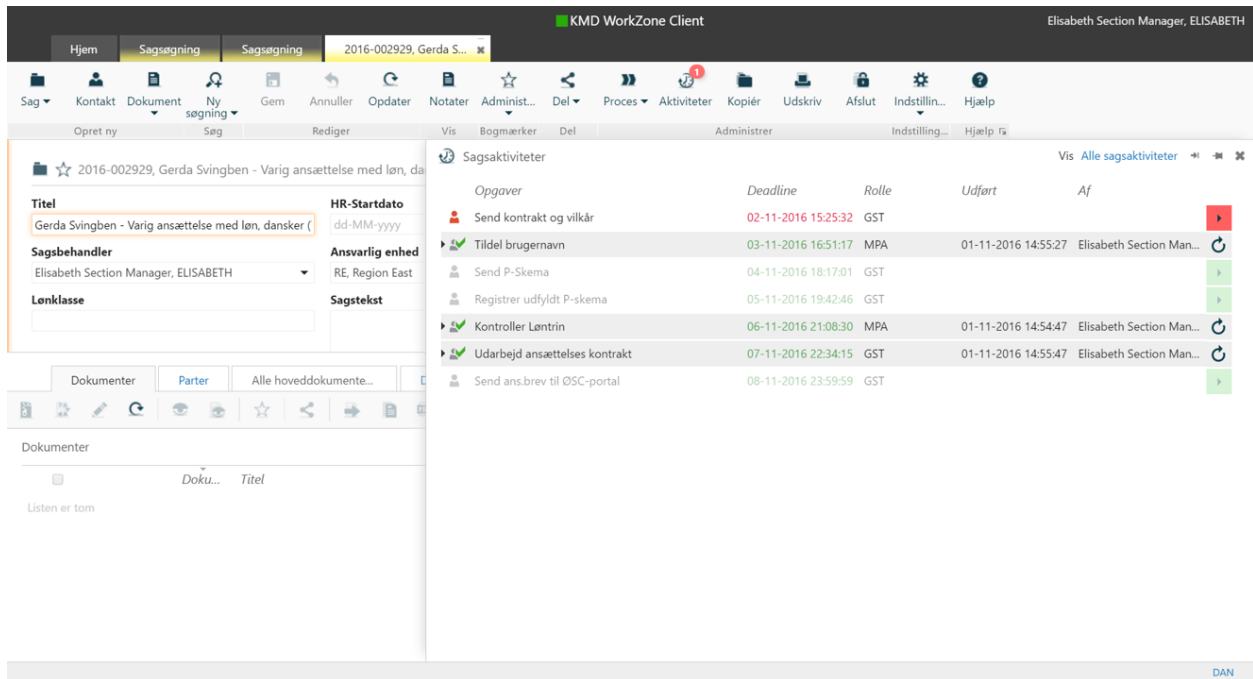 KMD WorkZone Client
Elisabeth Section Manager, ELISABETH
Hjem Sagsøgning Sagsøgning 2016-002929, Gerda S...
1
Sag Kontakt Dokument Ny søgning Gem Annuller Opdater Notater Administ... Del Proces Aktiviteter Kopiér Udskriv Afslut Indstillin... Hjælp
Opret ny Søg Rediger Vis Bogmærker Del Administrer Indstilling... Hjælp
2016-002929, Gerda Svingben - Varig ansættelse med løn, da
Titel HR-Startdato
Gerda Svingben - Varig ansættelse med løn, dansker ( dd-MM-yyyy
Sagsbehandler Ansvarlig enhed
Elisabeth Section Manager, ELISABETH RE, Region East
Lønklasse Sagstekst
Sagsaktiviteter Vis Alle sagsaktiviteter
Opgaver Deadline Rolle Udført Af
Send kontrakt og vilkår 02-11-2016 15:25:32 GST
Tildel brugernavn 03-11-2016 16:51:17 MPA 01-11-2016 14:55:27 Elisabeth Section Man...
Send P-Skema 04-11-2016 18:17:01 GST
Registrer udfyldt P-skema 05-11-2016 19:42:46 GST
Kontroller Løntrin 06-11-2016 21:08:30 MPA 01-11-2016 14:54:47 Elisabeth Section Man...
Udarbejd ansættelses kontrakt 07-11-2016 22:34:15 GST 01-11-2016 14:55:47 Elisabeth Section Man...
Send ans.brev til ØSC-portal 08-11-2016 23:59:59 GST
Dokumenter Parter Alle hoveddokumente... D
Dokumenter
Doku... Titel
Listen er tom
DAN